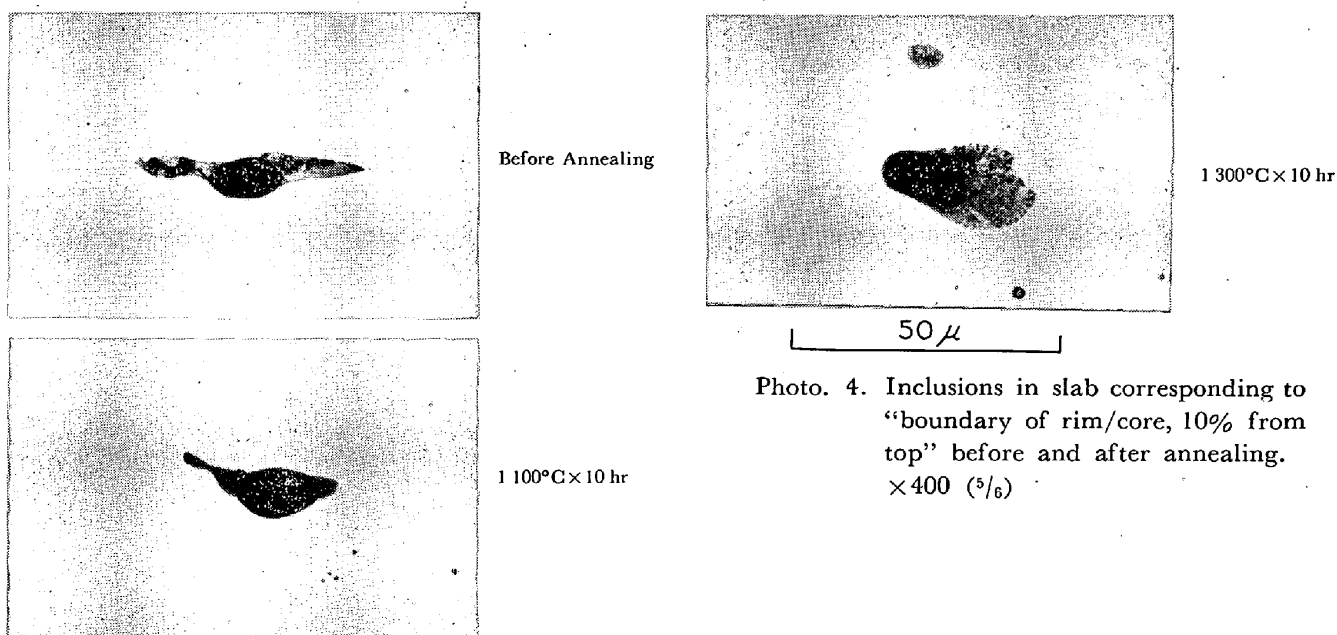 Before Annealing
1 100°C × 10 hr
1 300°C × 10 hr
50 μ
Photo. 4. Inclusions in slab corresponding to
“boundary of rim/core, 10% from
top” before and after annealing.
×400 (5/6)